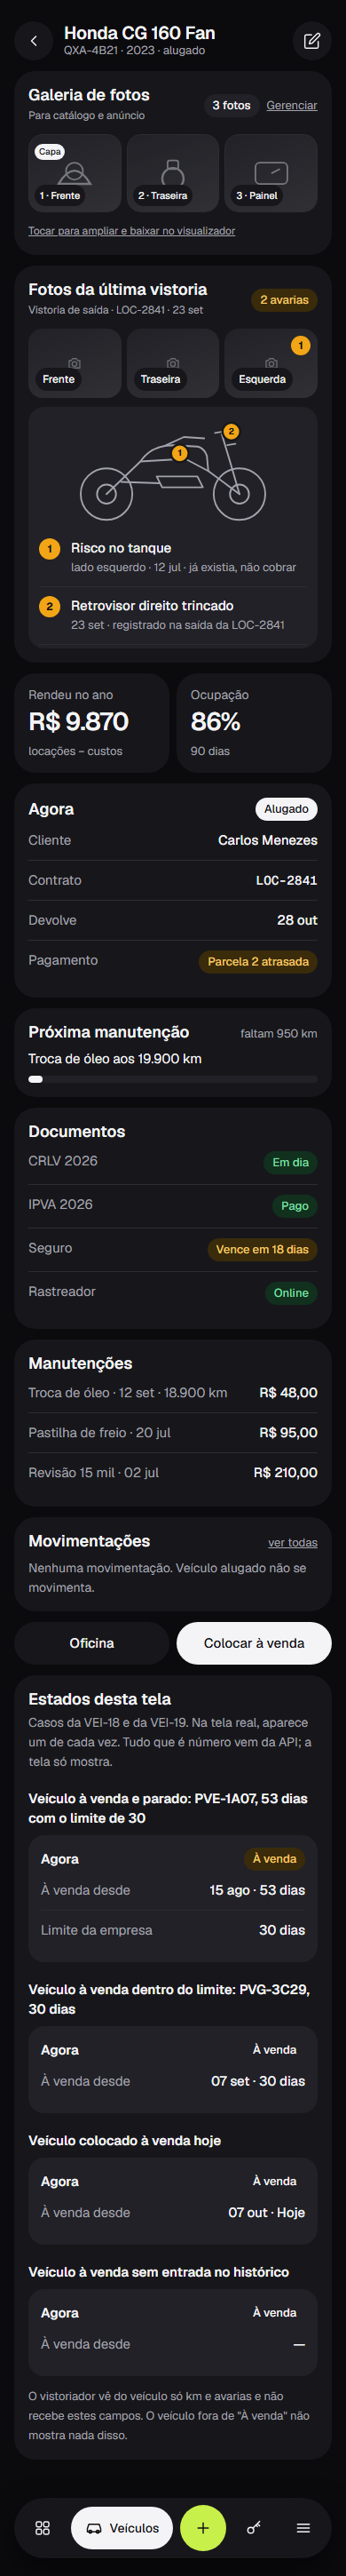 Honda CG 160 Fan
QXA-4B21 · 2023 · alugado
Galeria de fotos
Para catálogo e anúncio
3 fotos
Gerenciar
Capa
1 · Frente
2 · Traseira
3 · Painel
Tocar para ampliar e baixar no visualizador
Fotos da última vistoria
Vistoria de saída · LOC-2841 · 23 set
2 avarias
1
Frente
Traseira
Esquerda
2
1
1
Risco no tanque
lado esquerdo · 12 jul · já existia, não cobrar
2
Retrovisor direito trincado
23 set · registrado na saída da LOC-2841
Rendeu no ano
R$ 9.870
locações − custos
Ocupação
86%
90 dias
Agora
Alugado
Cliente
Carlos Menezes
Contrato
LOC-2841
Devolve
28 out
Pagamento
Parcela 2 atrasada
Próxima manutenção
faltam 950 km
Troca de óleo aos 19.900 km
Documentos
CRLV 2026
Em dia
IPVA 2026
Pago
Seguro
Vence em 18 dias
Rastreador
Online
Manutenções
Troca de óleo · 12 set · 18.900 km
R$ 48,00
Pastilha de freio · 20 jul
R$ 95,00
Revisão 15 mil · 02 jul
R$ 210,00
Movimentações
ver todas
Nenhuma movimentação. Veículo alugado não se
movimenta.
Oficina
Colocar à venda
Estados desta tela
Casos da VEI-18 e da VEI-19. Na tela real, aparece
um de cada vez. Tudo que é número vem da API; a
tela só mostra.
Veículo à venda e parado: PVE-1A07, 53 dias
com o limite de 30
Agora
À venda
À venda desde
15 ago · 53 dias
Limite da empresa
30 dias
Veículo à venda dentro do limite: PVG-3C29,
30 dias
Agora
À venda
À venda desde
07 set · 30 dias
Veículo colocado à venda hoje
Agora
À venda
À venda desde
07 out · Hoje
Veículo à venda sem entrada no histórico
Agora
À venda
À venda desde
—
O vistoriador vê do veículo só km e avarias e não
recebe estes campos. O veículo fora de "À venda" não
mostra nada disso.
Veículos